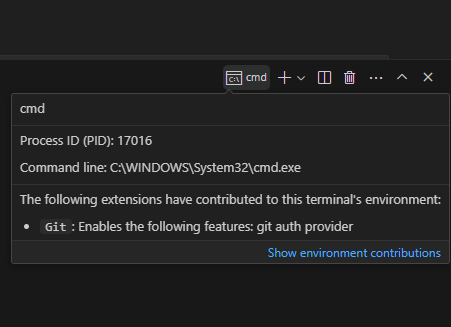 cmd
cmd
Process ID (PID): 17016
Command line: C:\WINDOWS\System32\cmd.exe
The following extensions have contributed to this terminal's environment:
• Git: Enables the following features: git auth provider
Show environment contributions